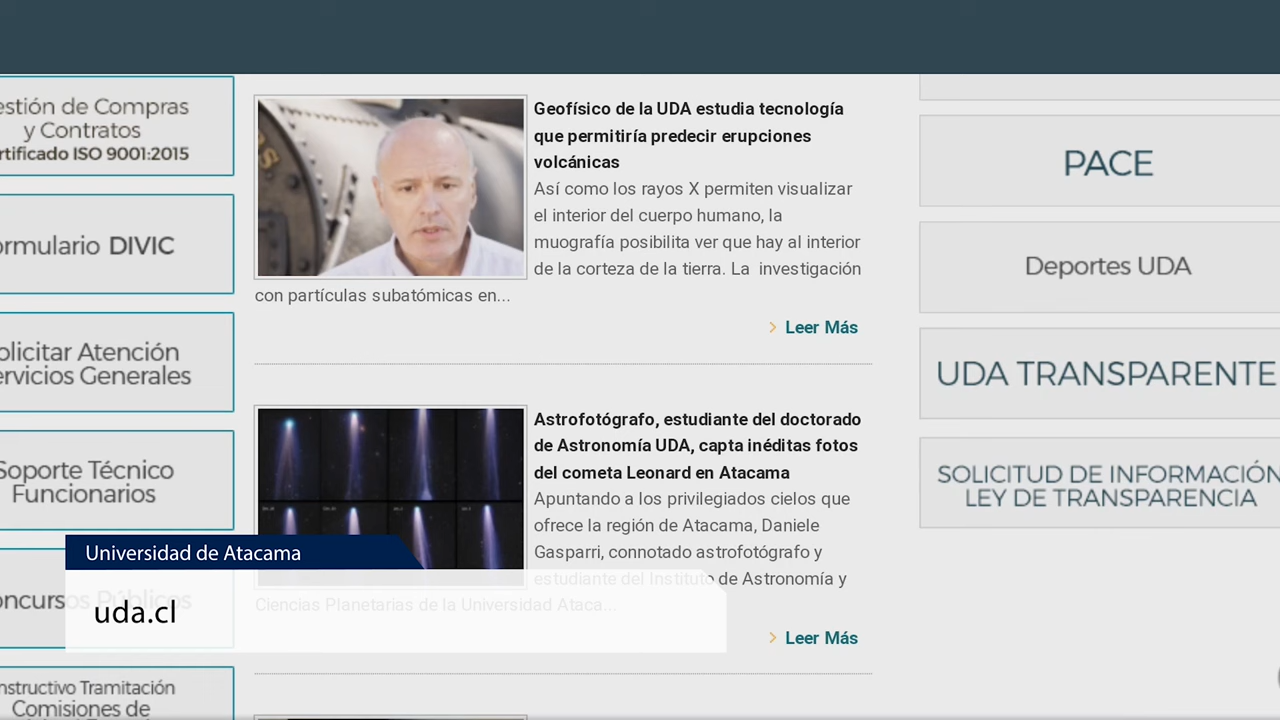 estión de Compras
y Contratos
rtificado ISO 9001:2015
ormulario DIVIC
olicitar Atención
ervicios Generales
Soporte Técnico
Funcionarios
oncursos Públicos
nstructivo Tramitación
Comisiones de
Geofísico de la UDA estudia tecnología
que permitiría predecir erupciones
volcánicas
Así como los rayos X permiten visualizar
el interior del cuerpo humano, la
muografía posibilita ver que hay al interior
de la corteza de la tierra. La investigación
con partículas subatómicas en...
Leer Más
Astrofotógrafo, estudiante del doctorado
de Astronomía UDA, capta inéditas fotos
del cometa Leonard en Atacama
Apuntando a los privilegiados cielos que
ofrece la región de Atacama, Daniele
Gasparri, connotado astrofotógrafo y
estudiante del Instituto de Astronomía y
Ciencias Planetarias de la Universidad Ataca...
Leer Más
PACE
Deportes UDA
UDA TRANSPARENTE
SOLICITUD DE INFORMACIÓN
LEY DE TRANSPARENCIA
Universidad de Atacama
uda.cl